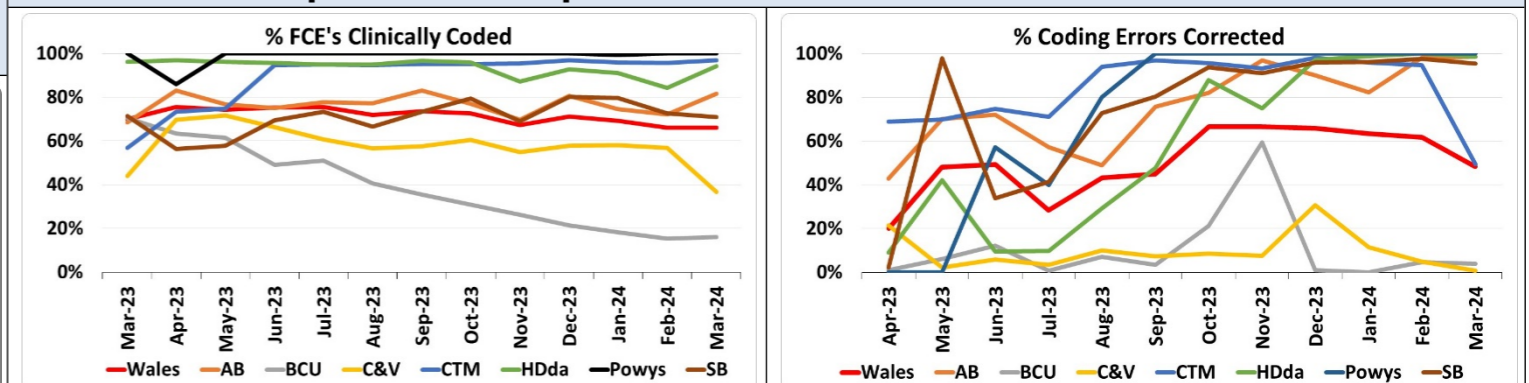 % FCE's Clinically Coded
100%
80%
60%
40%
20%
0%
Mar-23
Apr-23
May-23
Jun-23
Jul-23
Aug-23
Sep-23
Oct-23
Nov-23
Dec-23
Jan-24
Feb-24
Mar-24
Wales AB BCU C&V CTM HDda Powys SB
% Coding Errors Corrected
100%
80%
60%
40%
20%
0%
Apr-23
May-23
Jun-23
Jul-23
Aug-23
Sep-23
Oct-23
Nov-23
Dec-23
Jan-24
Feb-24
Mar-24
Wales AB BCU C&V CTM HDda Powys SB